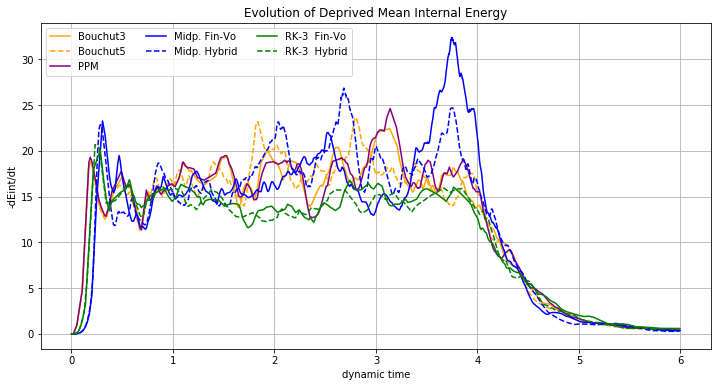 Evolution of Deprived Mean Internal Energy
Bouchut3 Midp. Fin-Vo RK-3 Fin-Vo
Bouchut5 Midp. Hybrid RK-3 Hybrid
PPM
-dEint/dt
30
25
20
15
10
5
0
0 1 2 3 4 5 6
dynamic time